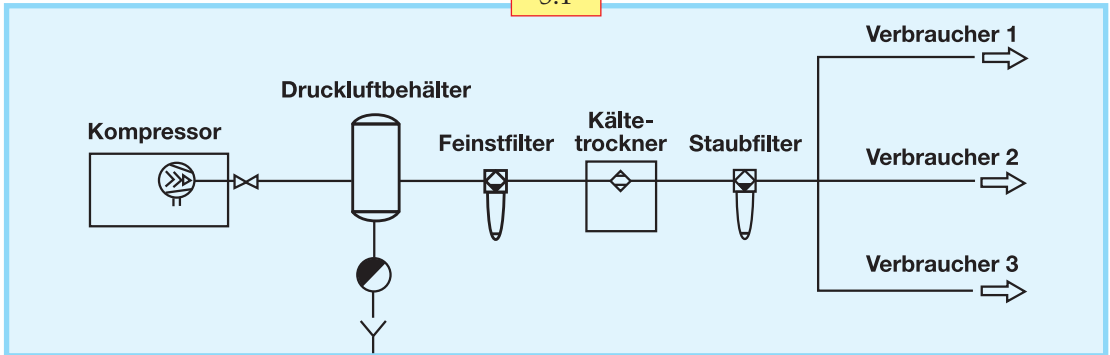 Verbraucher 1
Druckluftbehälter
Kompressor
Feinstfilter
Kälte-
trockner
Staubfilter
Verbraucher 2
Verbraucher 3